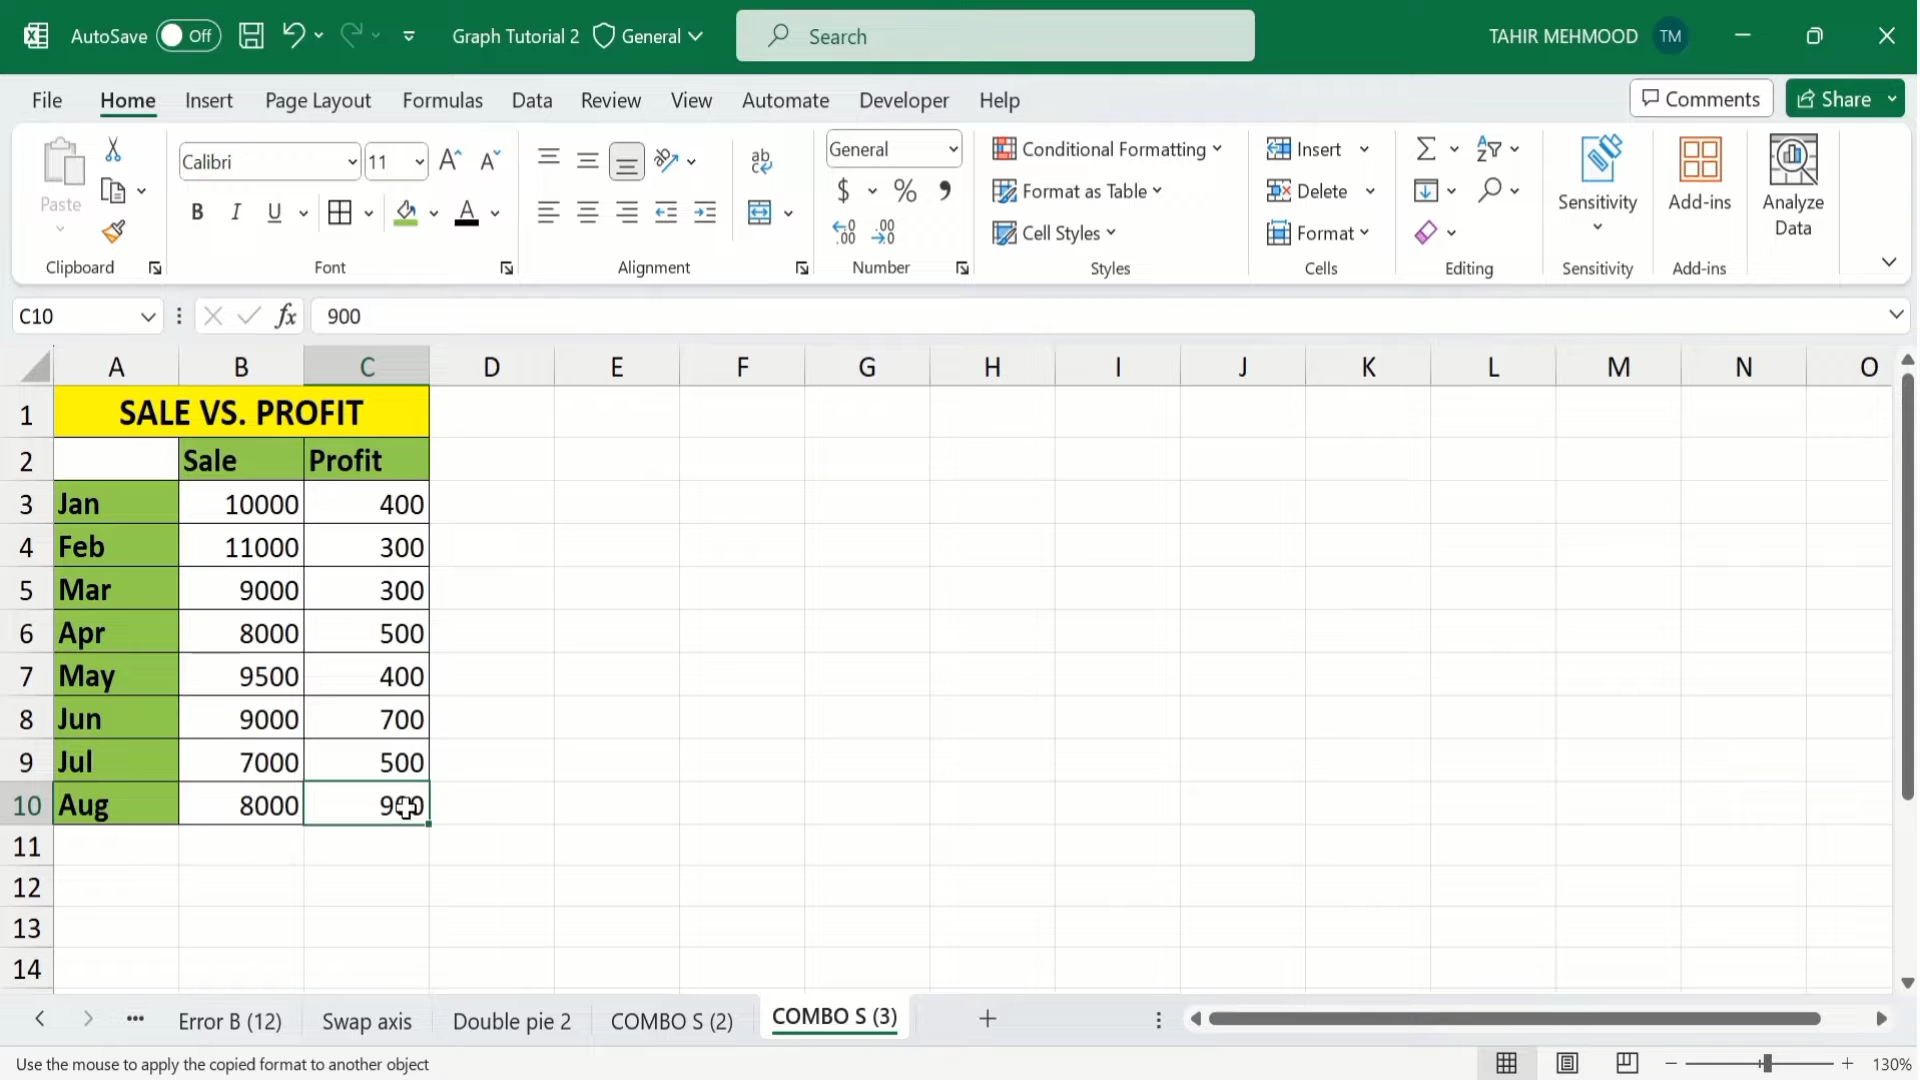 AutoSave Off Graph Tutorial 2 General Search TAHIR MEHMOOD TM
File Home Insert Page Layout Formulas Data Review View Automate Developer Help Comments Share
Paste
Clipboard
Calibri 11
B I U
Font
Alignment
General
$ % ,
Number
Conditional Formatting
Format as Table
Cell Styles
Styles
Insert
Delete
Format
Cells
Editing
Sensitivity
Sensitivity
Add-ins
Add-ins
Analyze
Data
C10 fx 900
A B C D E F G H I J K L M N O
1 SALE VS. PROFIT
2 Sale Profit
3 Jan 10000 400
4 Feb 11000 300
5 Mar 9000 300
6 Apr 8000 500
7 May 9500 400
8 Jun 9000 700
9 Jul 7000 500
10 Aug 8000 900
11
12
13
14
Error B (12) Swap axis Double pie 2 COMBO S (2) COMBO S (3)
Use the mouse to apply the copied format to another object 130%